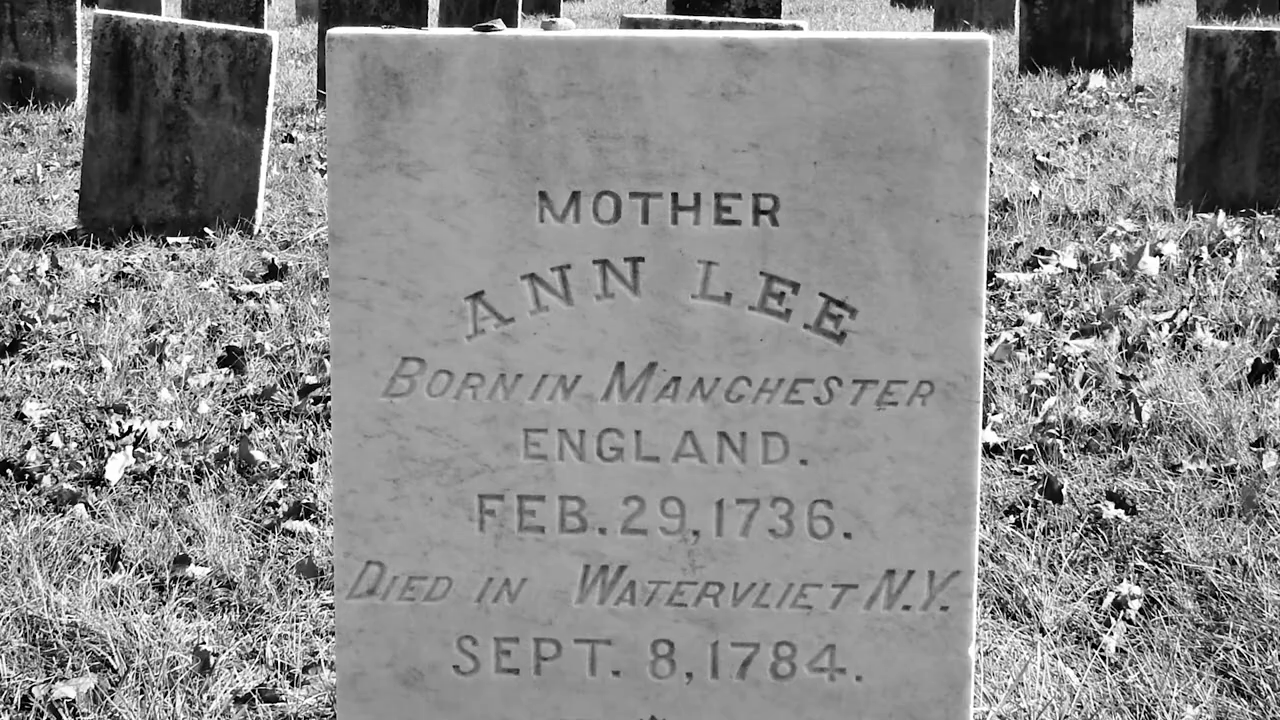 MOTHER
ANN LEE
BORN IN MANCHESTER
ENGLAND.
FEB. 29, 1736.
DIED IN WATERVLIET N.Y.
SEPT. 8, 1784.